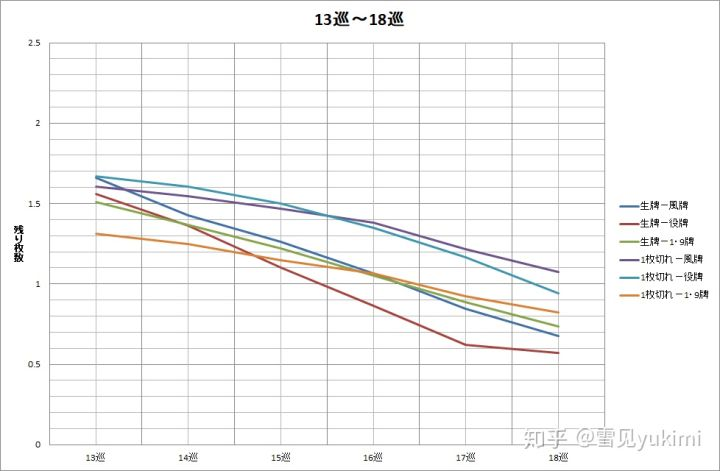 13巡～18巡
2.5
2
1.5
1
0.5
0
残り枚数
13巡
14巡
15巡
16巡
17巡
18巡
生牌－風牌
生牌－役牌
生牌－1・9牌
1枚切れ－風牌
1枚切れ－役牌
1枚切れ－1・9牌
知乎 @雪见yukimi